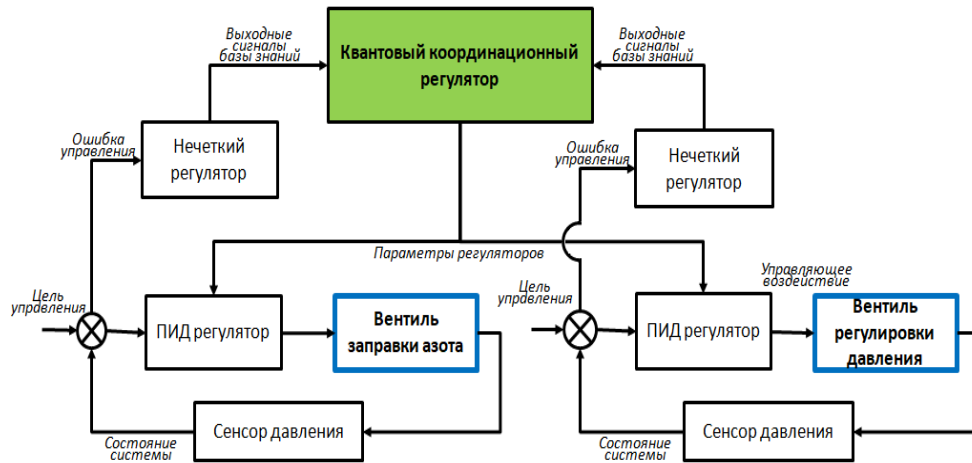 Выходные
сигналы
базы знаний
Квантовый координационный
регулятор
Выходные
сигналы
базы знаний
Ошибка
управления
Нечеткий
регулятор
Ошибка
управления
Нечеткий
регулятор
Параметры регуляторов
Цель
управления
ПИД регулятор
Вентиль
заправки азота
Цель
управления
ПИД регулятор
Управляющее
воздействие
Вентиль
регулировки
давления
Состояние
системы
Сенсор давления
Состояние
системы
Сенсор давления